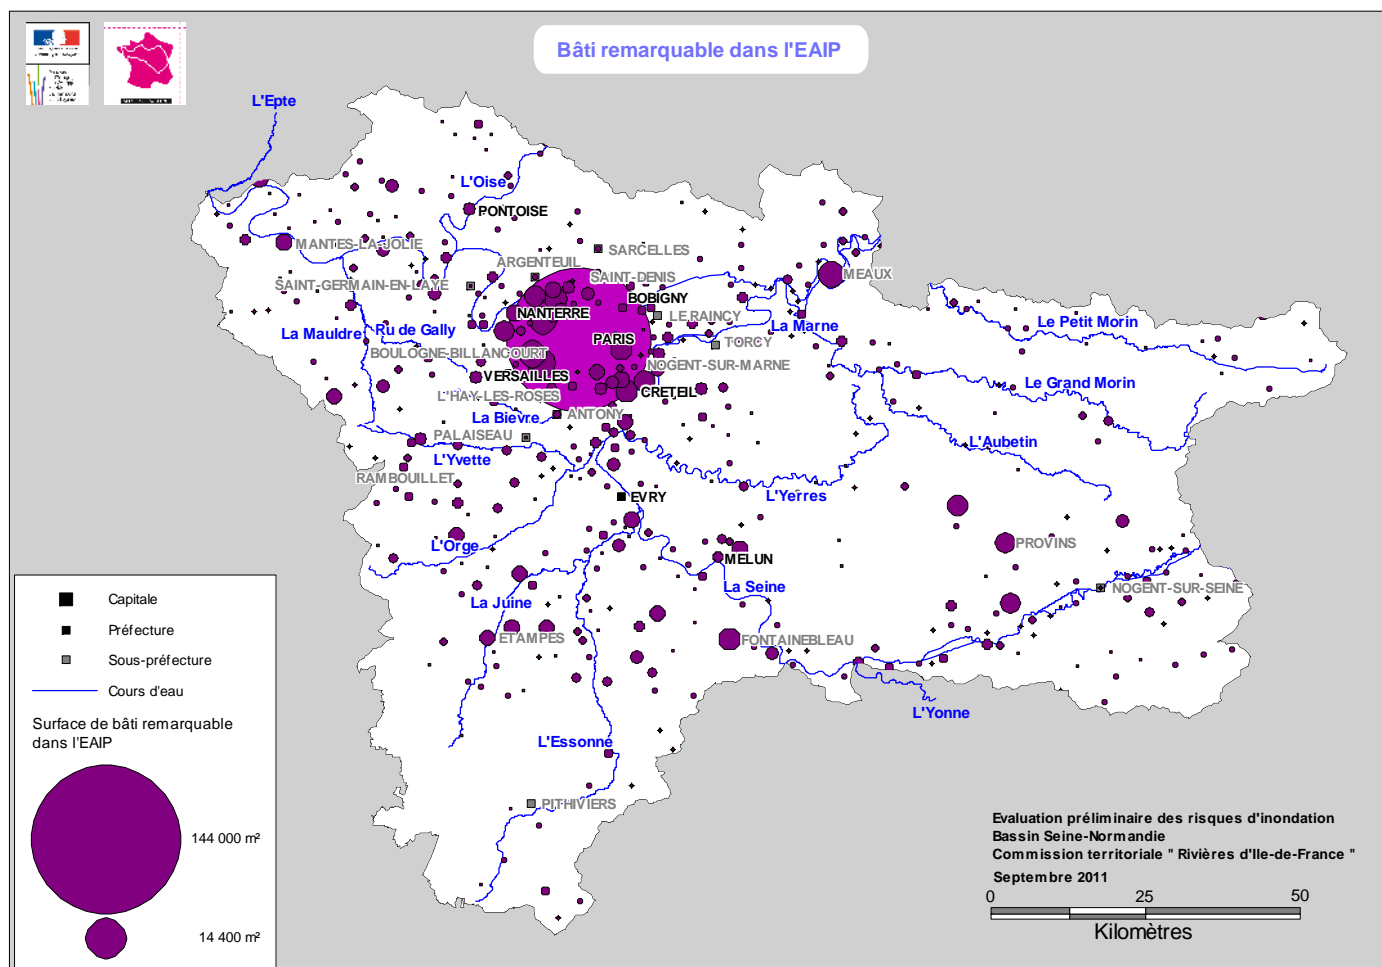 Bâti remarquable dans l'EAIP
L'Epte
L'Oise
PONTOISE
MANTES-LA-JOLIE
SARCELLES
ARGENTEUIL
SAINT-DENIS
MEAUX
SAINT-GERMAIN-EN-LAYE
BOBIGNY
NANTERRE
LE RAINCY
La Marne
Le Petit Morin
La Mauldre
Ru de Gally
PARIS
TORCY
BOULOGNE-BILLANCOURT
NOGENT-SUR-MARNE
VERSAILLES
Le Grand Morin
L'HAY-LES-ROSES
CRETEIL
La Bievre
ANTONY
PALAISEAU
L'Aubetin
L'Yvette
RAMBOUILLET
L'Yerres
EVRY
L'Orge
PROVINS
MELUN
La Seine
NOGENT-SUR-SEINE
La Juine
ETAMPES
FONTAINEBLEAU
L'Yonne
L'Essonne
PITHIVIERS
Capitale
Préfecture
Sous-préfecture
Cours d'eau
Surface de bâti remarquable
dans l'EAIP
144 000 m²
14 400 m²
Evaluation préliminaire des risques d'inondation
Bassin Seine-Normandie
Commission territoriale " Rivières d'Ile-de-France "
Septembre 2011
0 25 50
Kilomètres